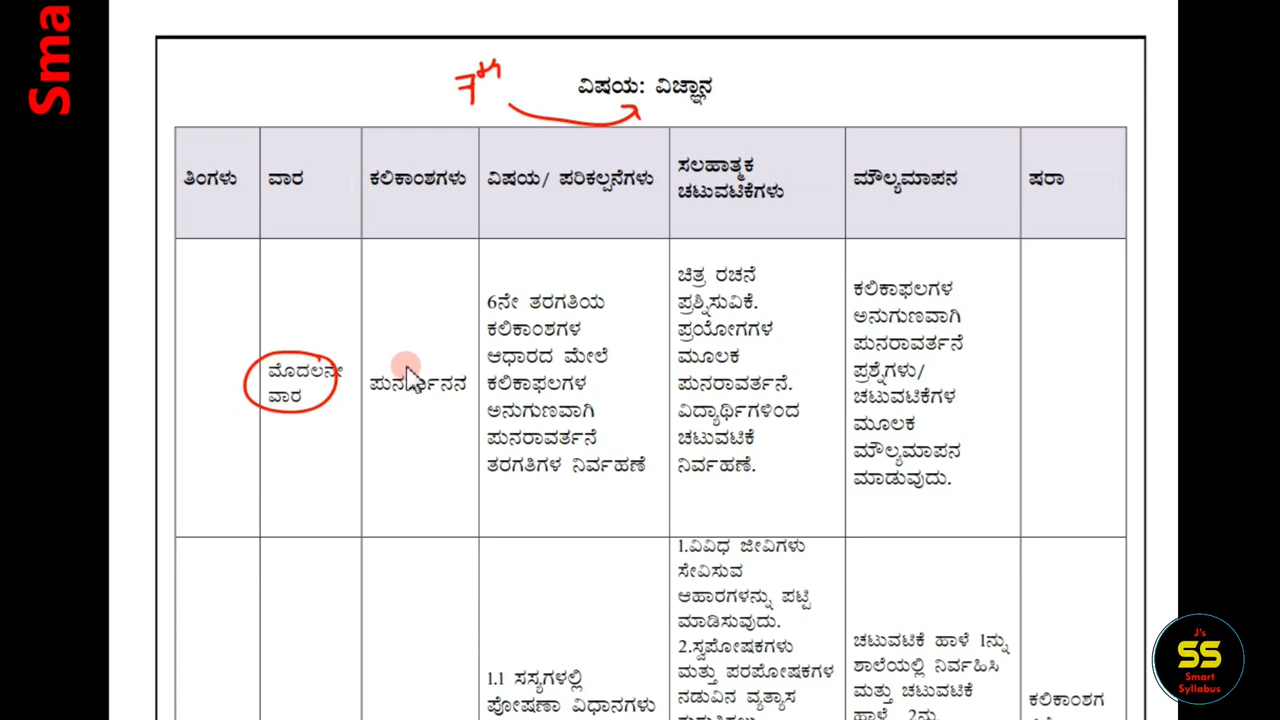 Sma
7th
ವಿಷಯ: ವಿಜ್ಞಾನ
ತಿಂಗಳು
ವಾರ
ಕಲಿಕಾಂಶಗಳು
ವಿಷಯ/ ಪರಿಕಲ್ಪನೆಗಳು
ಸಲಹಾತ್ಮಕ
ಚಟುವಟಿಕೆಗಳು
ಮೌಲ್ಯಮಾಪನ
ಷರಾ
ಮೊದಲನೇ
ವಾರ
6ನೇ ತರಗತಿಯ
ಕಲಿಕಾಂಶಗಳ
ಆಧಾರದ ಮೇಲೆ
ಕಲಿಕಾಫಲಗಳ
ಅನುಗುಣವಾಗಿ
ಪುನರಾವರ್ತನೆ
ತರಗತಿಗಳ ನಿರ್ವಹಣೆ
ಚಿತ್ರ ರಚನೆ
ಪ್ರಶ್ನಿಸುವಿಕೆ.
ಪ್ರಯೋಗಗಳ
ಮೂಲಕ
ಪುನರಾವರ್ತನೆ.
ವಿದ್ಯಾರ್ಥಿಗಳಿಂದ
ಚಟುವಟಿಕೆ
ನಿರ್ವಹಣೆ.
ಕಲಿಕಾಫಲಗಳ
ಅನುಗುಣವಾಗಿ
ಪುನರಾವರ್ತನೆ
ಪ್ರಶ್ನೆಗಳು/
ಚಟುವಟಿಕೆಗಳ
ಮೂಲಕ
ಮೌಲ್ಯಮಾಪನ
ಮಾಡುವುದು.
1.1 ಸಸ್ಯಗಳಲ್ಲಿ
ಪೋಷಣಾ ವಿಧಾನಗಳು
1.ವಿವಿಧ ಜೀವಿಗಳು
ಸೇವಿಸುವ
ಆಹಾರಗಳನ್ನು ಪಟ್ಟಿ
ಮಾಡಿಸುವುದು.
2.ಸ್ವಪೋಷಕಗಳು
ಮತ್ತು ಪರಪೋಷಕಗಳ
ನಡುವಿನ ವ್ಯತ್ಯಾಸ
ಚಟುವಟಿಕೆ ಹಾಳೆ 1ನ್ನು
ಶಾಲೆಯಲ್ಲಿ ನಿರ್ವಹಿಸಿ
ಮತ್ತು ಚಟುವಟಿಕೆ
ಹಾಳೆ 2ನ್ನು
ಕಲಿಕಾಂಶಗ
J's
SS
Smart
Syllabus